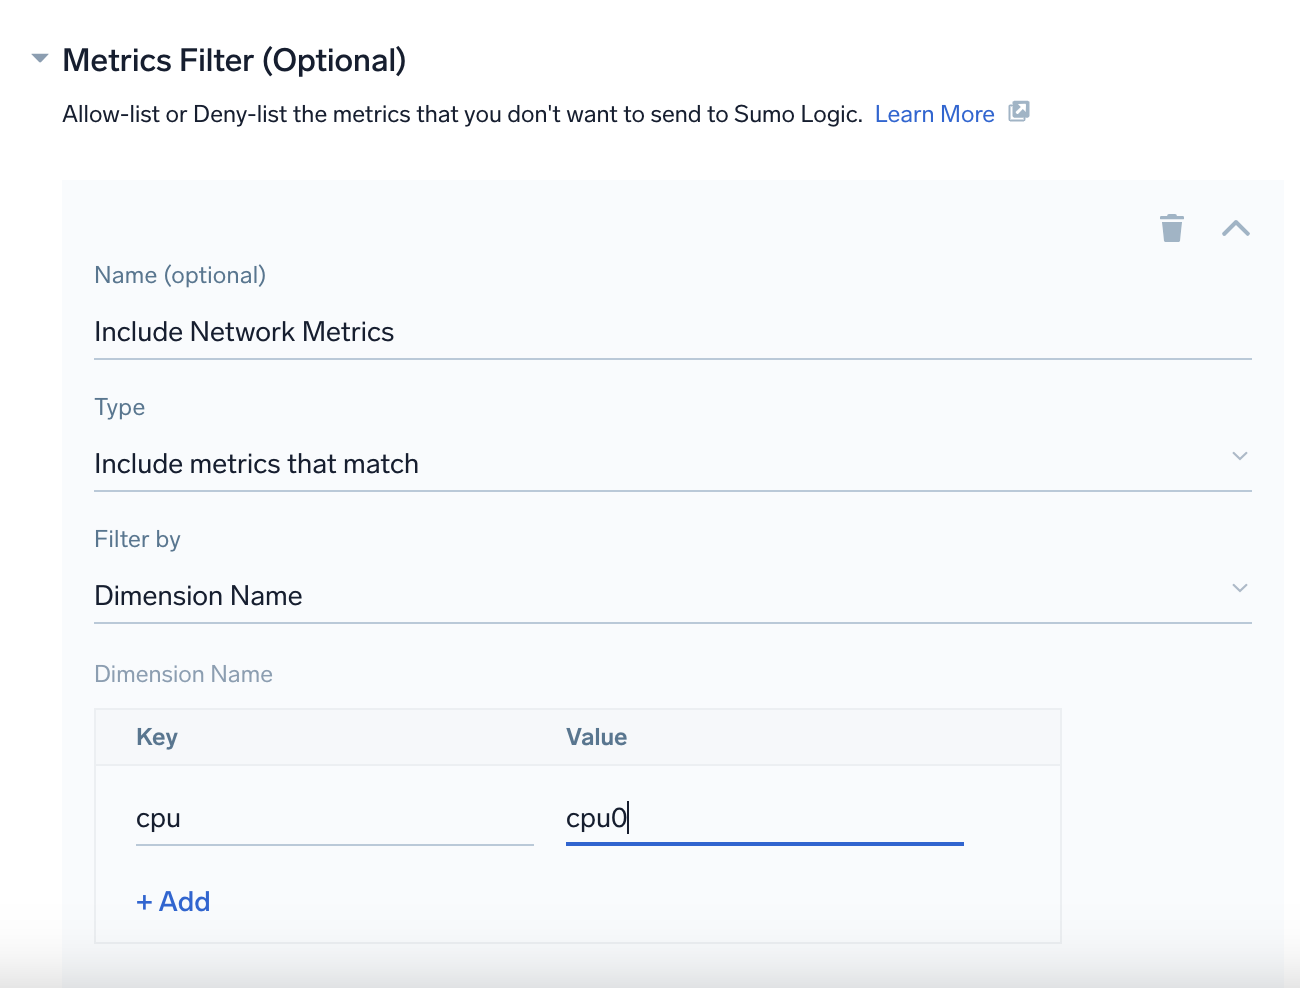 Metrics Filter (Optional)
Allow-list or Deny-list the metrics that you don't want to send to Sumo Logic. Learn More
Name (optional)
Include Network Metrics
Type
Include metrics that match
Filter by
Dimension Name
Dimension Name
Key Value
cpu cpu0
+ Add